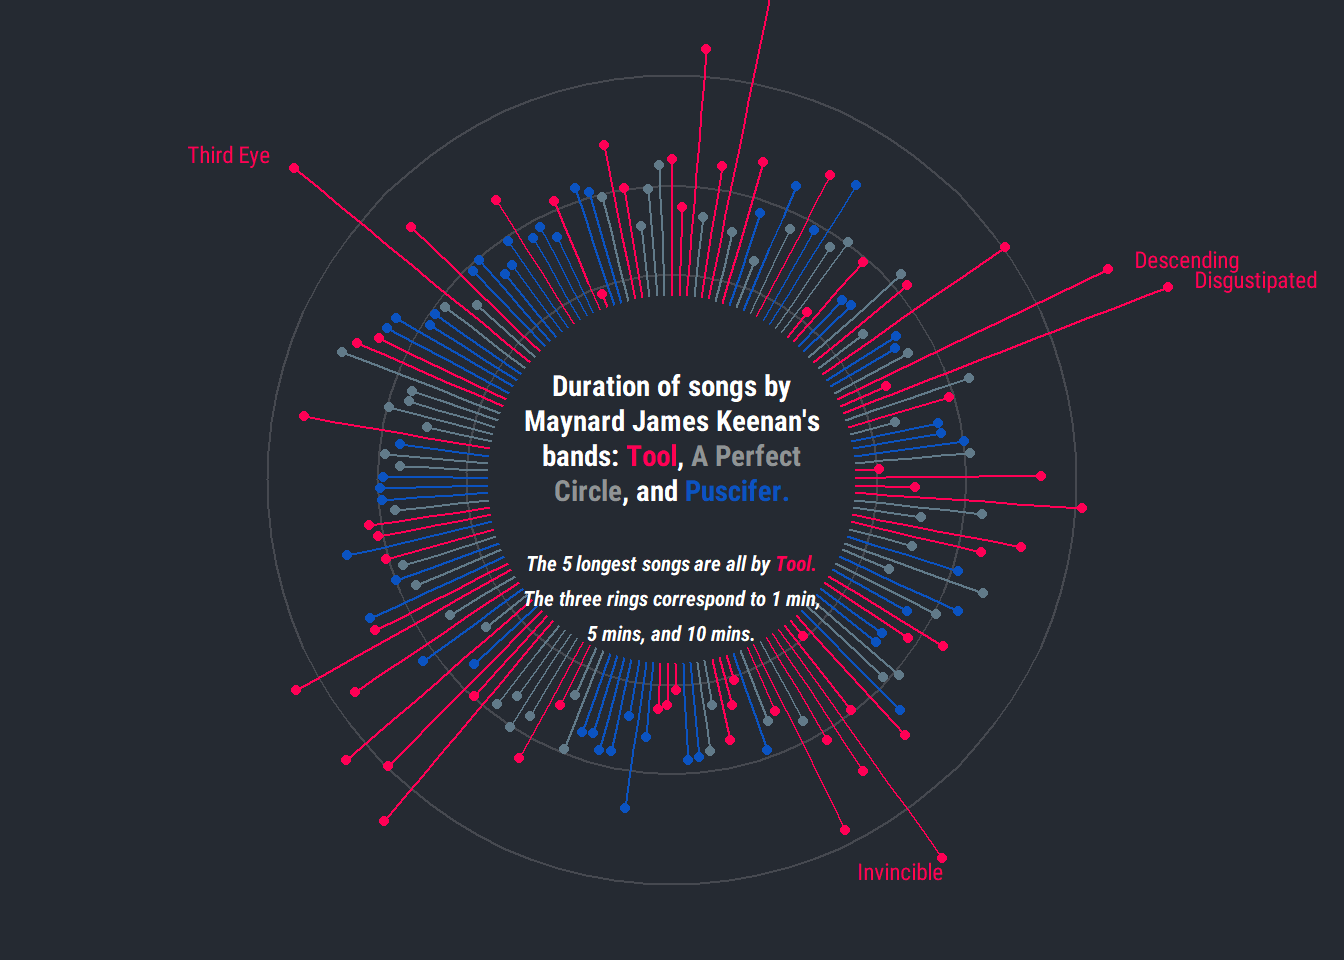 Third Eye
Descending
Disgustipated
Duration of songs by
Maynard James Keenan's
bands: Tool, A Perfect
Circle, and Puscifer.
The 5 longest songs are all by Tool.
The three rings correspond to 1 min,
5 mins, and 10 mins.
Invincible